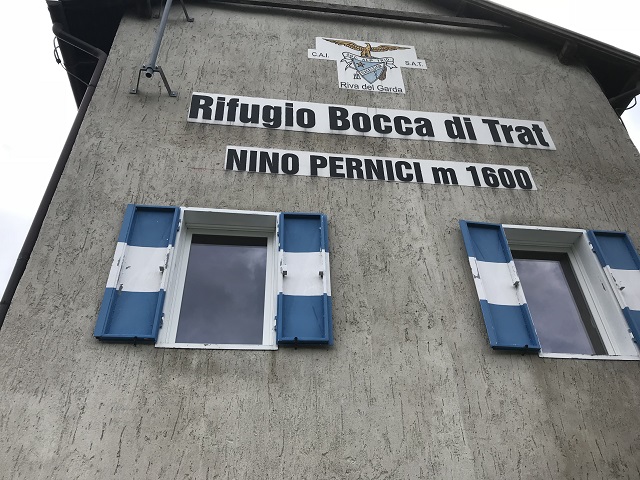 C.A.I. S.A.T.
Riva del Garda
Rifugio Bocca di Trat
NINO PERNICI m 1600